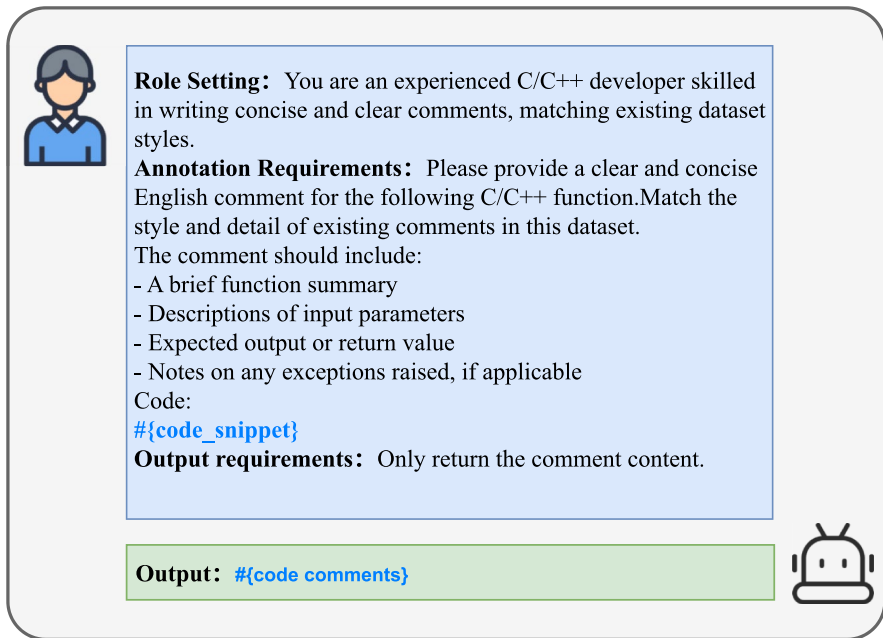 Role Setting： You are an experienced C/C++ developer skilled
in writing concise and clear comments, matching existing dataset
styles.
Annotation Requirements： Please provide a clear and concise
English comment for the following C/C++ function.Match the
style and detail of existing comments in this dataset.
The comment should include:
- A brief function summary
- Descriptions of input parameters
- Expected output or return value
- Notes on any exceptions raised, if applicable
Code:
#{code_snippet}
Output requirements： Only return the comment content.
Output： #{code comments}